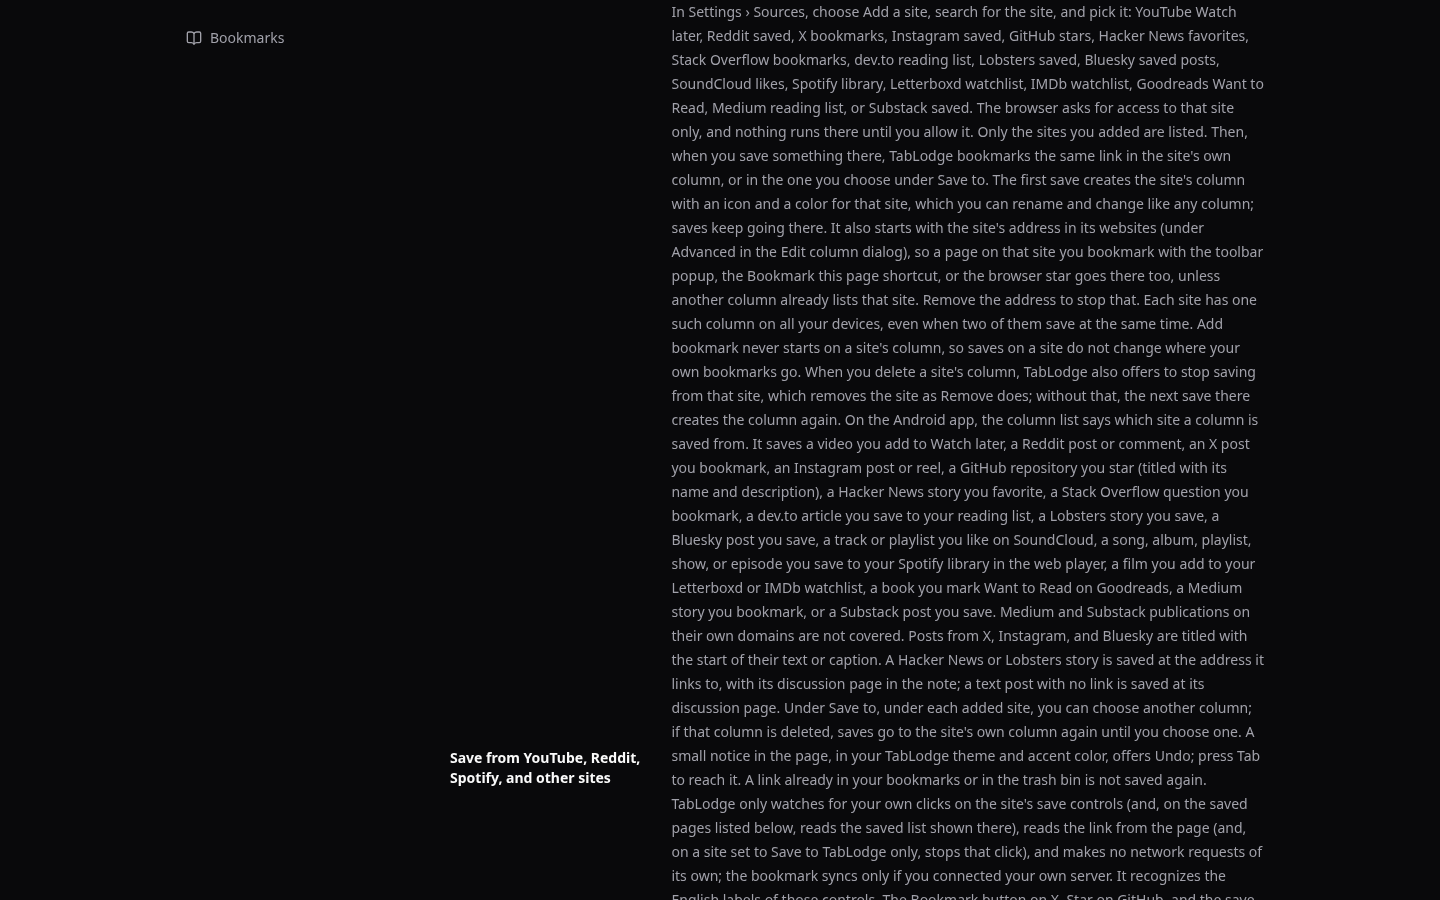 Bookmarks
Save from YouTube, Reddit,
Spotify, and other sites
In Settings › Sources, choose Add a site, search for the site, and pick it: YouTube Watch
later, Reddit saved, X bookmarks, Instagram saved, GitHub stars, Hacker News favorites,
Stack Overflow bookmarks, dev.to reading list, Lobsters saved, Bluesky saved posts,
SoundCloud likes, Spotify library, Letterboxd watchlist, IMDb watchlist, Goodreads Want to
Read, Medium reading list, or Substack saved. The browser asks for access to that site
only, and nothing runs there until you allow it. Only the sites you added are listed. Then,
when you save something there, TabLodge bookmarks the same link in the site's own
column, or in the one you choose under Save to. The first save creates the site's column
with an icon and a color for that site, which you can rename and change like any column;
saves keep going there. It also starts with the site's address in its websites (under
Advanced in the Edit column dialog), so a page on that site you bookmark with the toolbar
popup, the Bookmark this page shortcut, or the browser star goes there too, unless
another column already lists that site. Remove the address to stop that. Each site has one
such column on all your devices, even when two of them save at the same time. Add
bookmark never starts on a site's column, so saves on a site do not change where your
own bookmarks go. When you delete a site's column, TabLodge also offers to stop saving
from that site, which removes the site as Remove does; without that, the next save there
creates the column again. On the Android app, the column list says which site a column is
saved from. It saves a video you add to Watch later, a Reddit post or comment, an X post
you bookmark, an Instagram post or reel, a GitHub repository you star (titled with its
name and description), a Hacker News story you favorite, a Stack Overflow question you
bookmark, a dev.to article you save to your reading list, a Lobsters story you save, a
Bluesky post you save, a track or playlist you like on SoundCloud, a song, album, playlist,
show, or episode you save to your Spotify library in the web player, a film you add to your
Letterboxd or IMDb watchlist, a book you mark Want to Read on Goodreads, a Medium
story you bookmark, or a Substack post you save. Medium and Substack publications on
their own domains are not covered. Posts from X, Instagram, and Bluesky are titled with
the start of their text or caption. A Hacker News or Lobsters story is saved at the address it
links to, with its discussion page in the note; a text post with no link is saved at its
discussion page. Under Save to, under each added site, you can choose another column;
if that column is deleted, saves go to the site's own column again until you choose one. A
small notice in the page, in your TabLodge theme and accent color, offers Undo; press Tab
to reach it. A link already in your bookmarks or in the trash bin is not saved again.
TabLodge only watches for your own clicks on the site's save controls (and, on the saved
pages listed below, reads the saved list shown there), reads the link from the page (and,
on a site set to Save to TabLodge only, stops that click), and makes no network requests of
its own; the bookmark syncs only if you connected your own server. It recognizes the
English labels of those controls. The Bookmark button on X, Star on GitHub, and the save